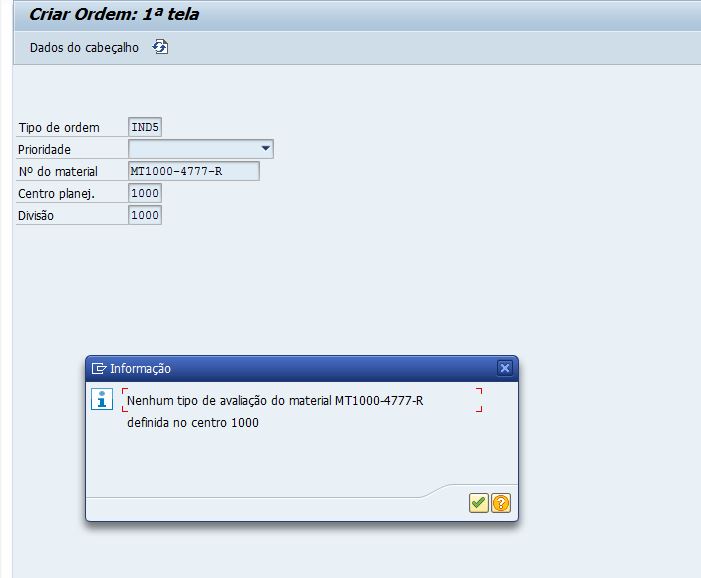 Criar Ordem: 1ª tela
Dados do cabeçalho
Tipo de ordem IND5
Prioridade
Nº do material MT1000-4777-R
Centro planej. 1000
Divisão 1000
Informação
Nenhum tipo de avaliação do material MT1000-4777-R
definida no centro 1000